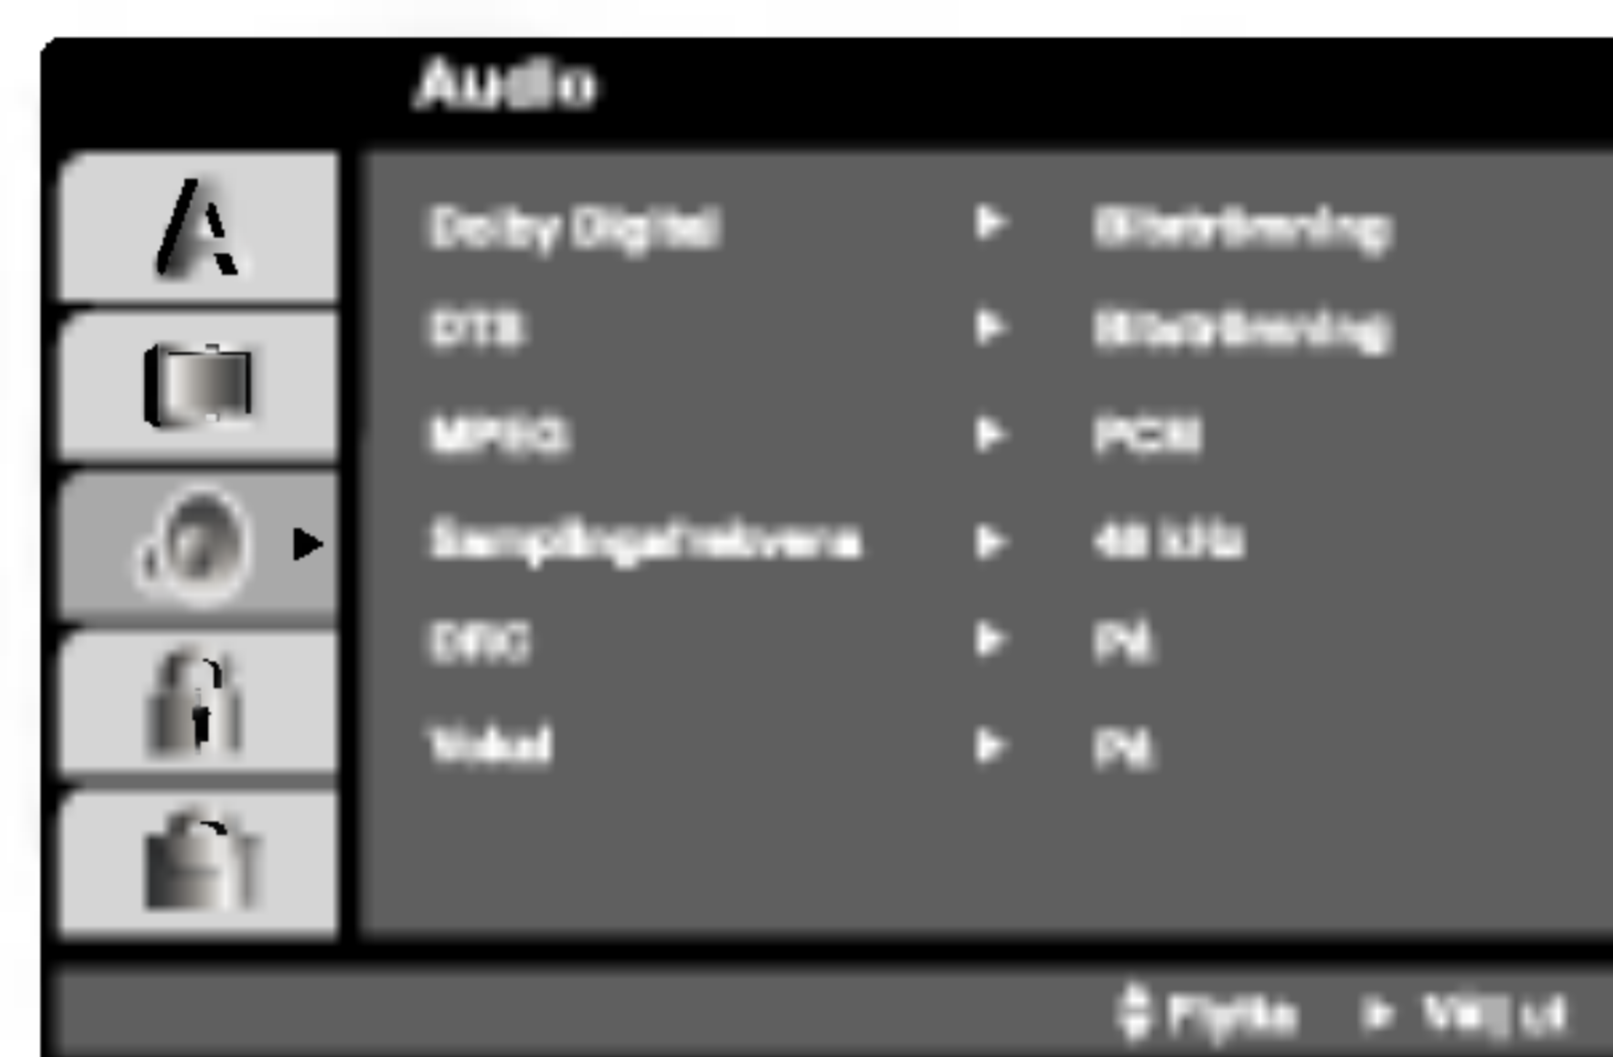 Audio
Dolby Digital Bitströmning
DTS Bitströmning
MPEG PCM
Samplingsfrekvens 48 kHz
DRC På
Vokal På
Flytta Välj ut